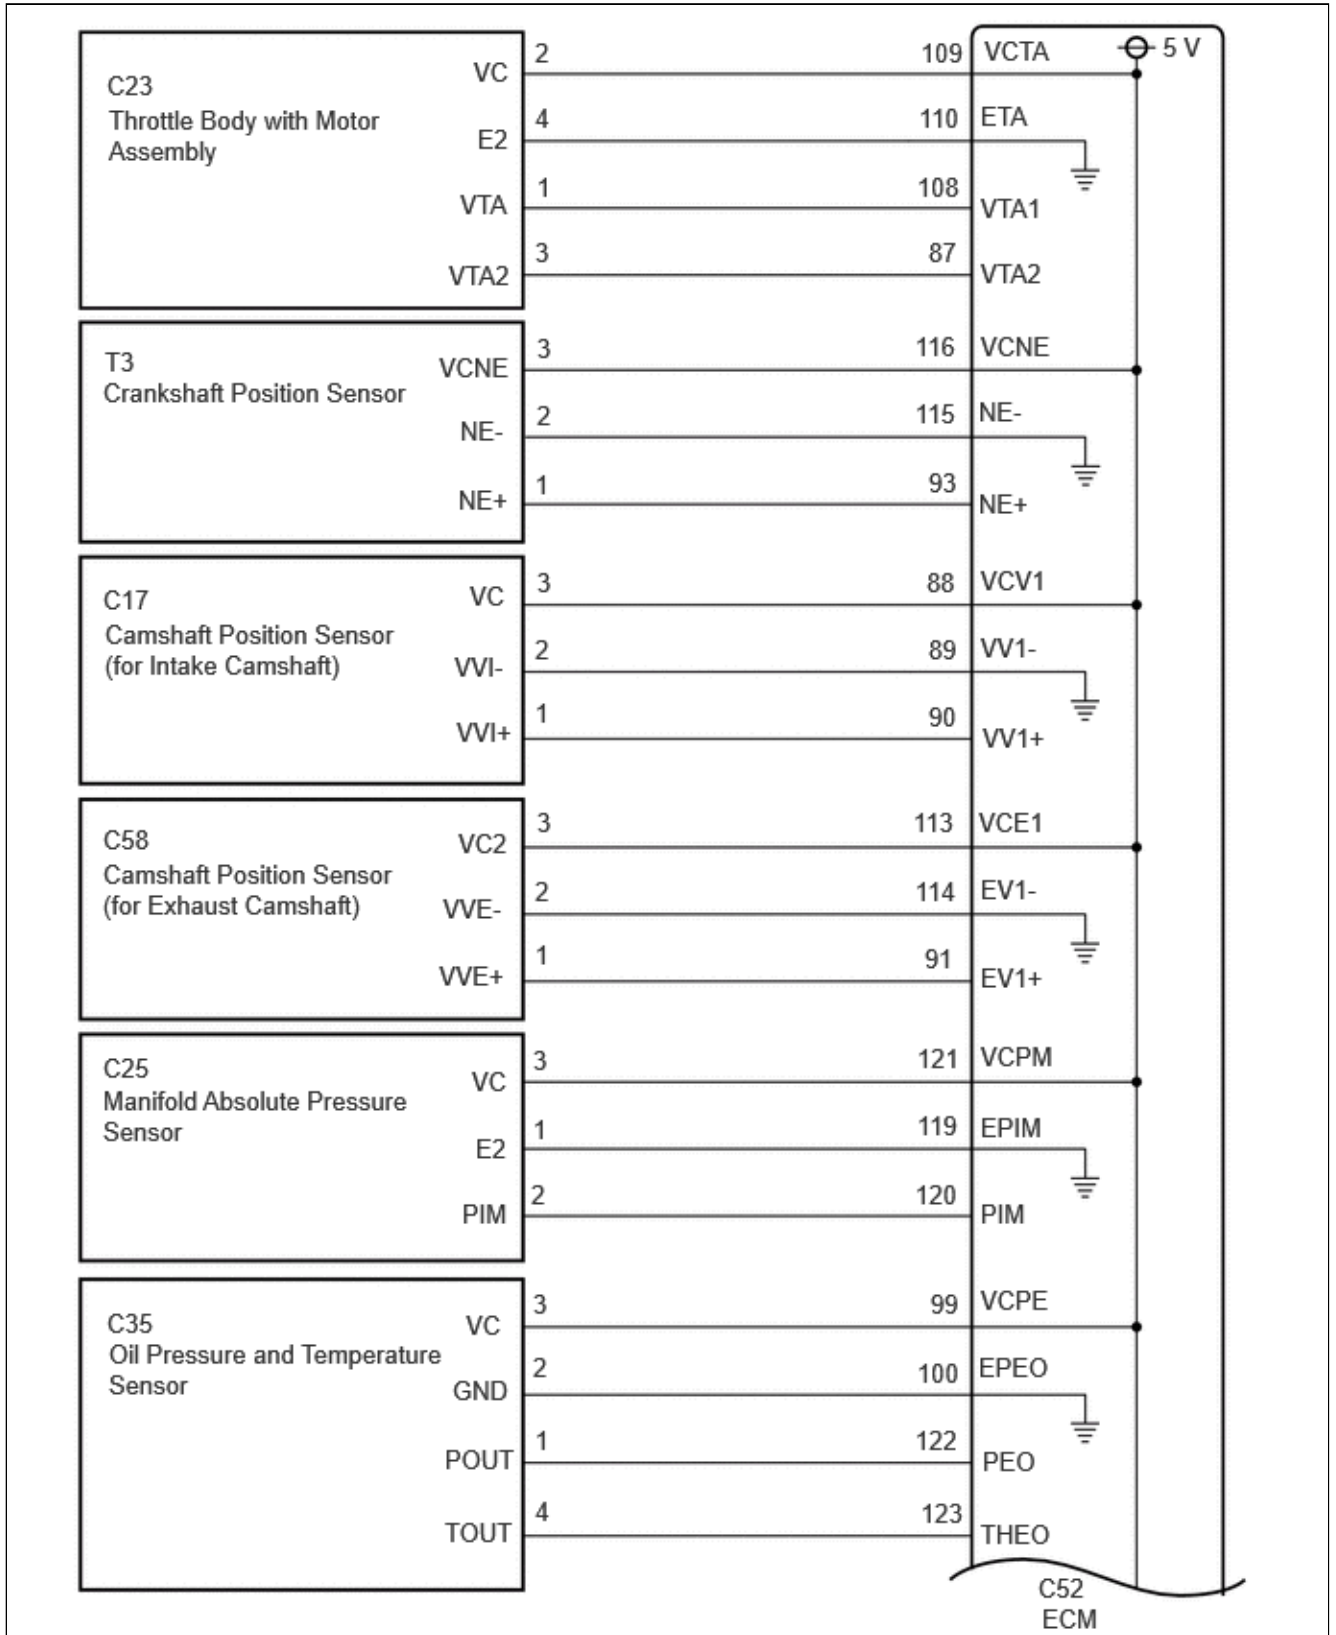 5 V
C23
Throttle Body with Motor
Assembly
VC 2 109 VCTA
E2 4 110 ETA
VTA 1 108 VTA1
VTA2 3 87 VTA2
T3
Crankshaft Position Sensor
VCNE 3 116 VCNE
NE- 2 115 NE-
NE+ 1 93 NE+
C17
Camshaft Position Sensor
(for Intake Camshaft)
VC 3 88 VCV1
VVI- 2 89 VV1-
VVI+ 1 90 VV1+
C58
Camshaft Position Sensor
(for Exhaust Camshaft)
VC2 3 113 VCE1
VVE- 2 114 EV1-
VVE+ 1 91 EV1+
C25
Manifold Absolute Pressure
Sensor
VC 3 121 VCPM
E2 1 119 EPIM
PIM 2 120 PIM
C35
Oil Pressure and Temperature
Sensor
VC 3 99 VCPE
GND 2 100 EPEO
POUT 1 122 PEO
TOUT 4 123 THEO
C52
ECM